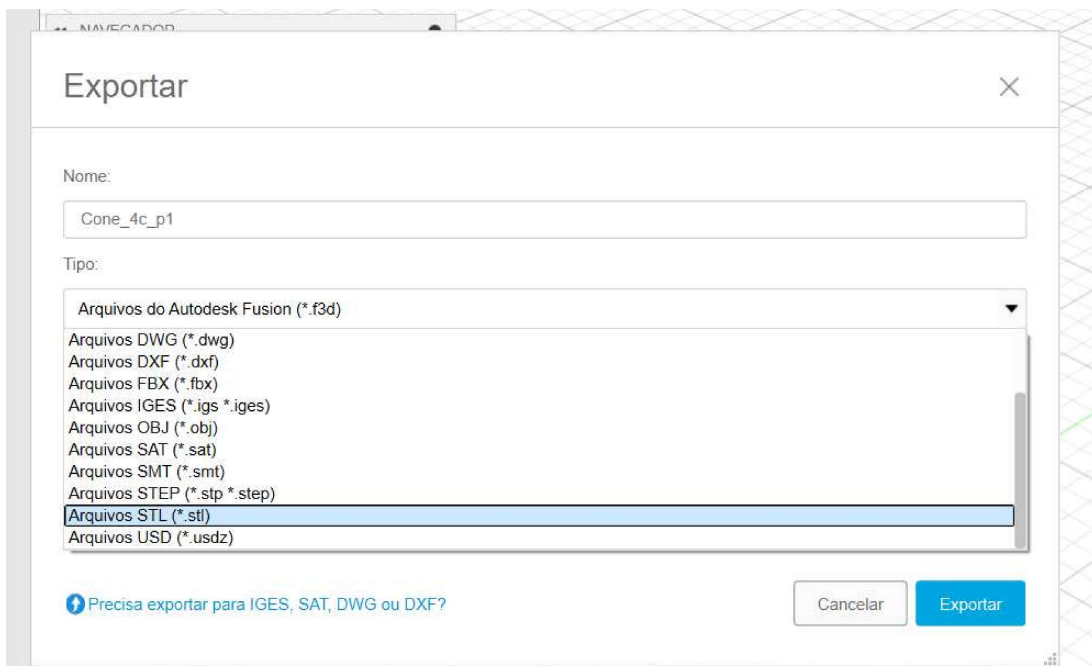 NAVEGADOR
Exportar
Nome:
Cone_4c_p1
Tipo:
Arquivos do Autodesk Fusion (*.f3d)
Arquivos DWG (*.dwg)
Arquivos DXF (*.dxf)
Arquivos FBX (*.fbx)
Arquivos IGES (*.igs *.iges)
Arquivos OBJ (*.obj)
Arquivos SAT (*.sat)
Arquivos SMT (*.smt)
Arquivos STEP (*.stp *.step)
Arquivos STL (*.stl)
Arquivos USD (*.usdz)
Precisa exportar para IGES, SAT, DWG ou DXF?
Cancelar
Exportar